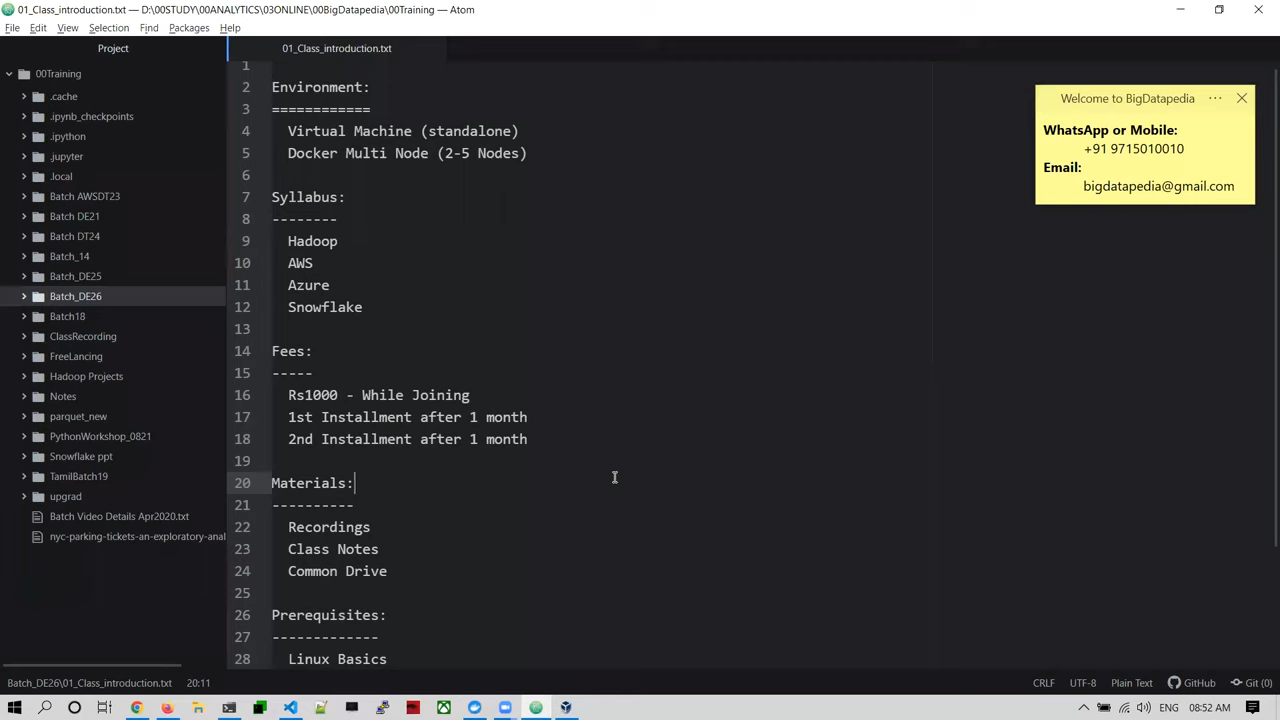 01_Class_introduction.txt — D:\00STUDY\00ANALYTICS\03ONLINE\00BigDatapedia\00Training — Atom
File Edit View Selection Find Packages Help
Project
00Training
.cache
.ipynb_checkpoints
.ipython
.jupyter
.local
Batch AWSDT23
Batch DE21
Batch DT24
Batch_14
Batch_DE25
Batch_DE26
Batch18
ClassRecording
FreeLancing
Hadoop Projects
Notes
parquet_new
PythonWorkshop_0821
Snowflake ppt
TamilBatch19
upgrad
Batch Video Details Apr2020.txt
nyc-parking-tickets-an-exploratory-anal
01_Class_introduction.txt
1
2 Environment:
3 ============
4 Virtual Machine (standalone)
5 Docker Multi Node (2-5 Nodes)
6
7 Syllabus:
8 --------
9 Hadoop
10 AWS
11 Azure
12 Snowflake
13
14 Fees:
15 -----
16 Rs1000 - While Joining
17 1st Installment after 1 month
18 2nd Installment after 1 month
19
20 Materials:
21 ----------
22 Recordings
23 Class Notes
24 Common Drive
25
26 Prerequisites:
27 -------------
28 Linux Basics
Welcome to BigDatapedia
WhatsApp or Mobile:
+91 9715010010
Email:
bigdatapedia@gmail.com
Batch_DE26\01_Class_introduction.txt 20:11 CRLF UTF-8 Plain Text GitHub Git (0)
08:52 AM